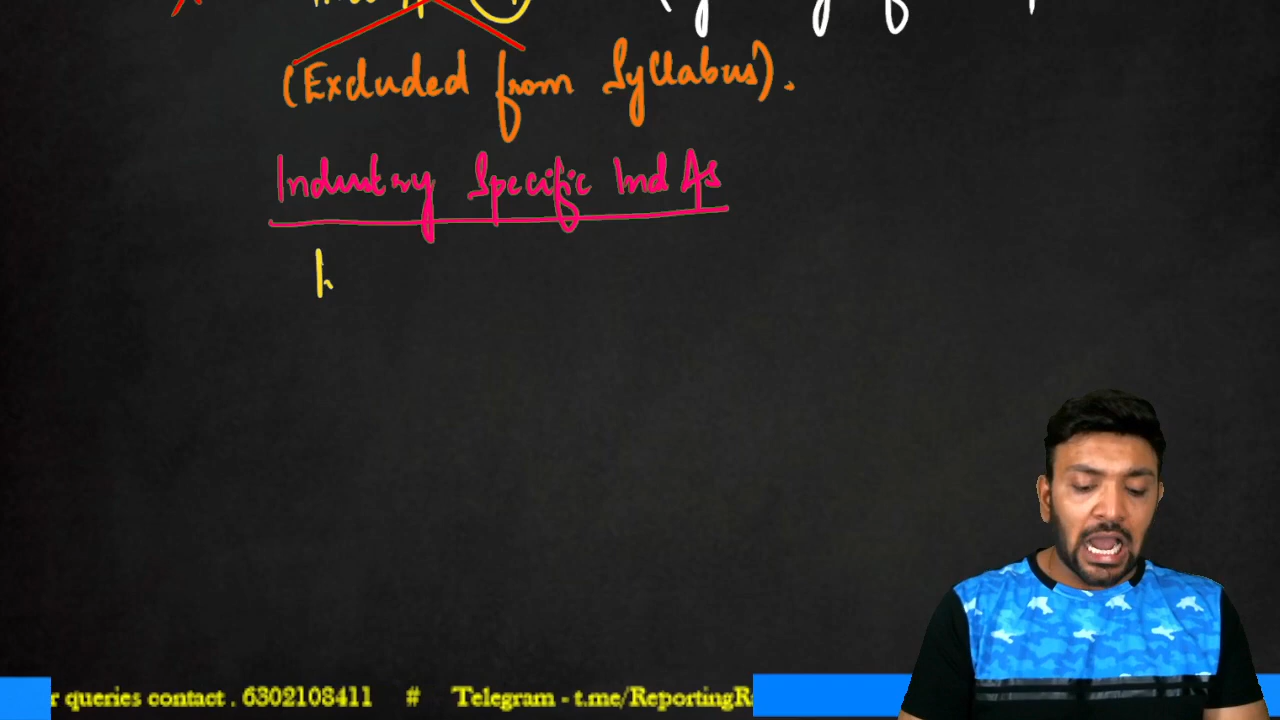 (Excluded from Syllabus).
Industry Specific Ind As
r queries contact . 6302108411 # Telegram - t.me/ReportingR